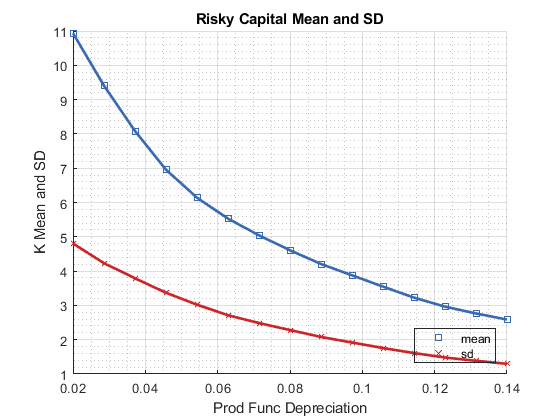 Risky Capital Mean and SD
K Mean and SD
11
10
9
8
7
6
5
4
3
2
1
mean
sd
0.02 0.04 0.06 0.08 0.1 0.12 0.14
Prod Func Depreciation